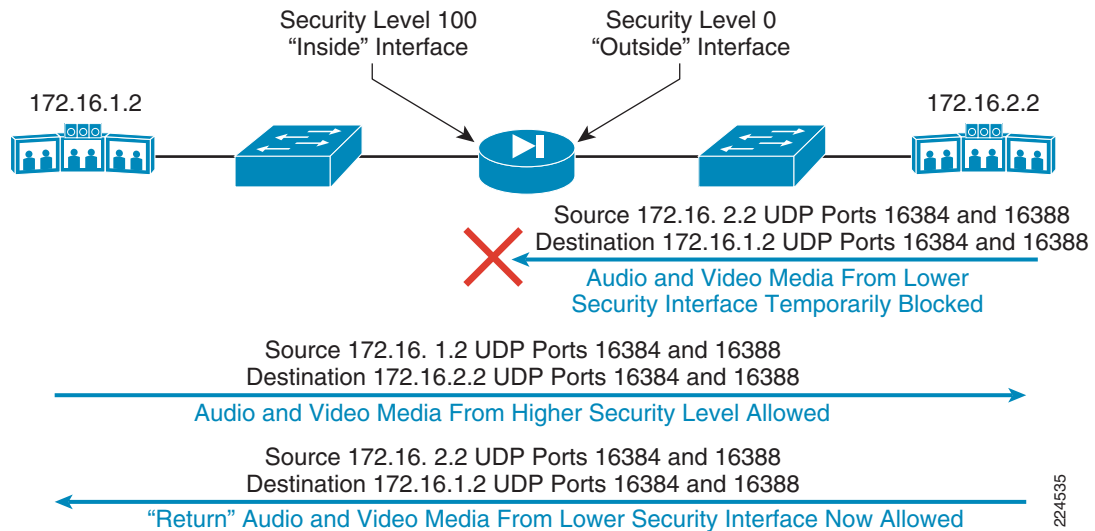 Security Level 100
“Inside” Interface
Security Level 0
“Outside” Interface
172.16.1.2
172.16.2.2
Source 172.16. 2.2 UDP Ports 16384 and 16388
Destination 172.16.1.2 UDP Ports 16384 and 16388
Audio and Video Media From Lower
Security Interface Temporarily Blocked
Source 172.16. 1.2 UDP Ports 16384 and 16388
Destination 172.16.2.2 UDP Ports 16384 and 16388
Audio and Video Media From Higher Security Level Allowed
Source 172.16. 2.2 UDP Ports 16384 and 16388
Destination 172.16.1.2 UDP Ports 16384 and 16388
“Return” Audio and Video Media From Lower Security Interface Now Allowed
224535